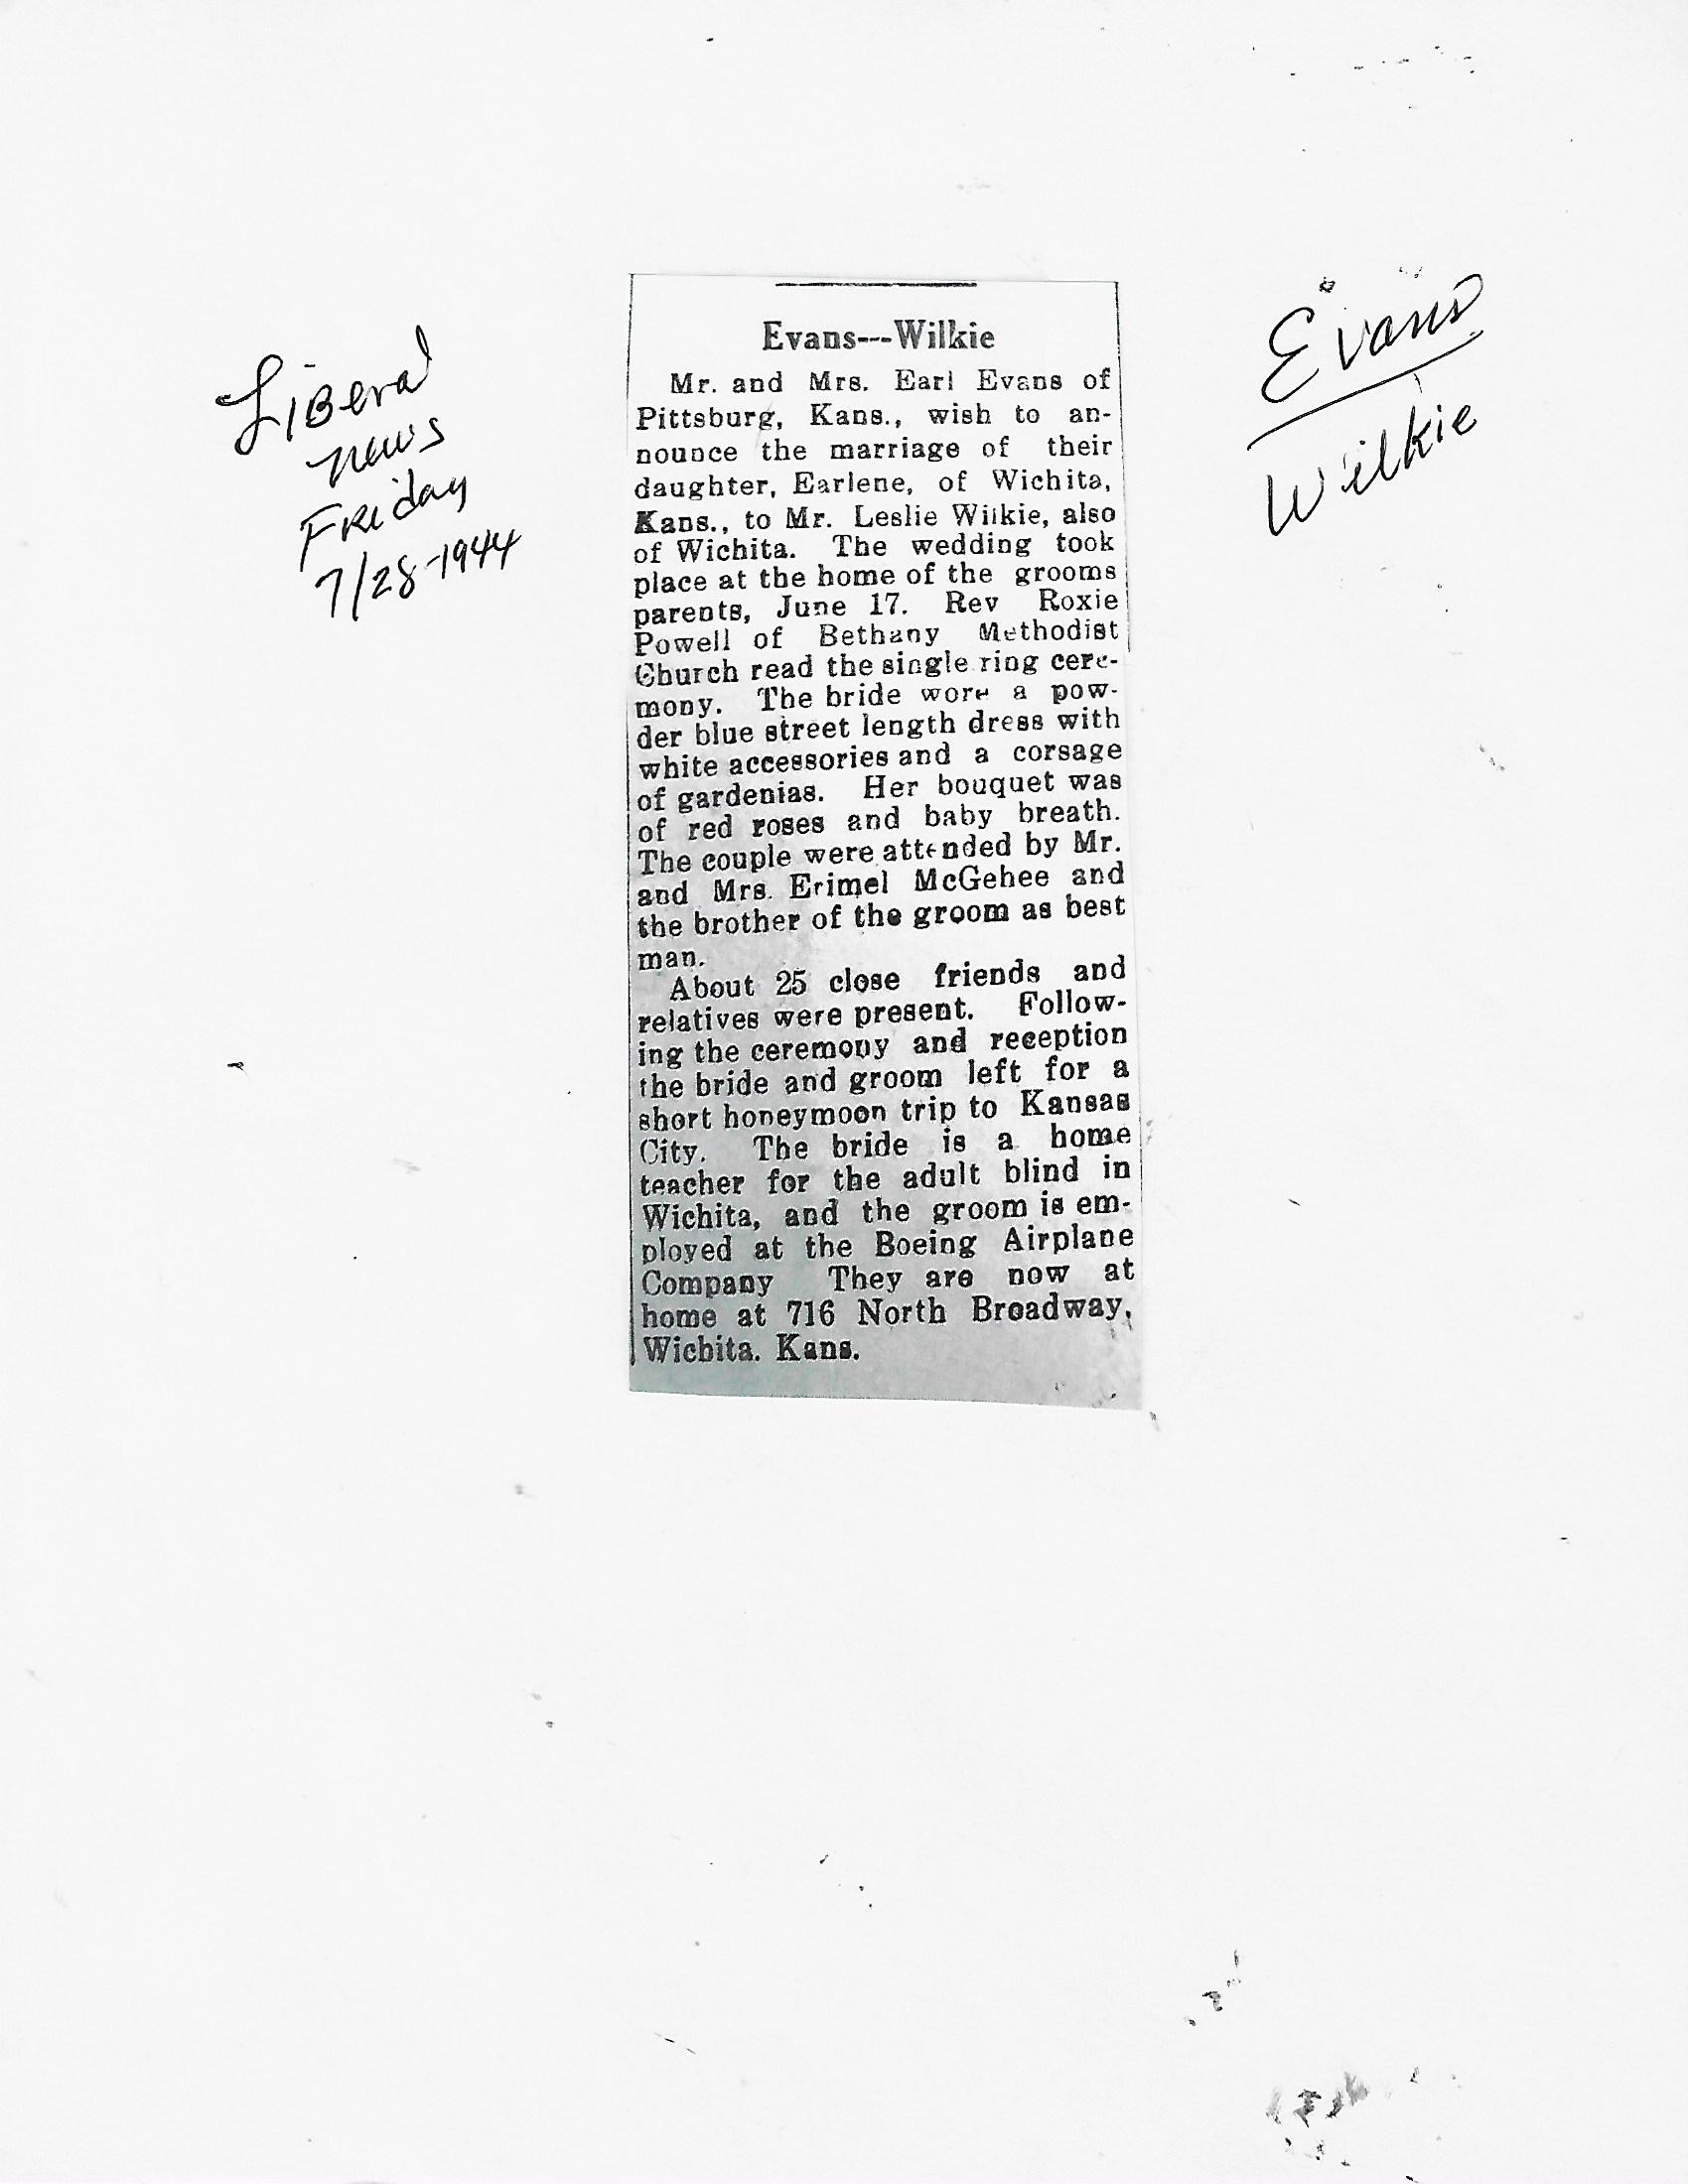 Liberal
news
Friday
7/28-1944
Evans
Wilkie
Evans---Wilkie
Mr. and Mrs. Earl Evans of
Pittsburg, Kans., wish to an-
nounce the marriage of their
daughter, Earlene, of Wichita,
Kans., to Mr. Leslie Wilkie, also
of Wichita. The wedding took
place at the home of the grooms
parents, June 17. Rev Roxie
Powell of Bethany Methodist
Church read the single ring cere-
mony. The bride wore a pow-
der blue street length dress with
white accessories and a corsage
of gardenias. Her bouquet was
of red roses and baby breath.
The couple were attended by Mr.
and Mrs. Erimel McGehee and
the brother of the groom as best
man.
About 25 close friends and
relatives were present. Follow-
ing the ceremony and reception
the bride and groom left for a
short honeymoon trip to Kansas
City. The bride is a home
teacher for the adult blind in
Wichita, and the groom is em-
ployed at the Boeing Airplane
Company They are now at
home at 716 North Broadway,
Wichita. Kans.